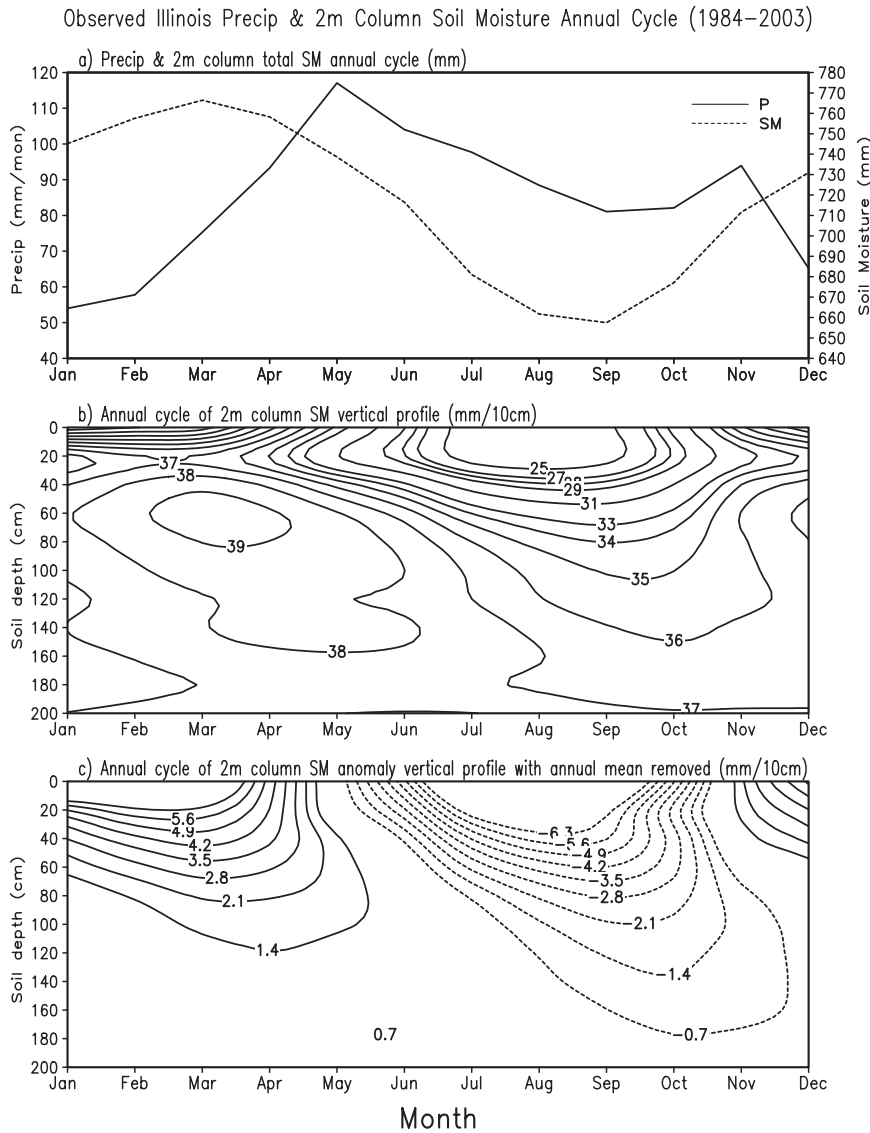 Observed Illinois Precip & 2m Column Soil Moisture Annual Cycle (1984–2003)
a) Precip & 2m column total SM annual cycle (mm)
120 110 100 90 80 70 60 50 40
Precip (mm/mon)
780 770 760 750 740 730 720 710 700 690 680 670 660 650 640
Soil Moisture (mm)
P
SM
Jan Feb Mar Apr May Jun Jul Aug Sep Oct Nov Dec
b) Annual cycle of 2m column SM vertical profile (mm/10cm)
0 20 40 60 80 100 120 140 160 180 200
Soil depth (cm)
37
38
39
38
25
27
29
31
33
34
35
36
37
Jan Feb Mar Apr May Jun Jul Aug Sep Oct Nov Dec
c) Annual cycle of 2m column SM anomaly vertical profile with annual mean removed (mm/10cm)
0 20 40 60 80 100 120 140 160 180 200
Soil depth (cm)
5.6
4.9
4.2
3.5
2.8
2.1
1.4
0.7
−6.3
−5.6
−4.9
−4.2
−3.5
−2.8
−2.1
−1.4
−0.7
Jan Feb Mar Apr May Jun Jul Aug Sep Oct Nov Dec
Month